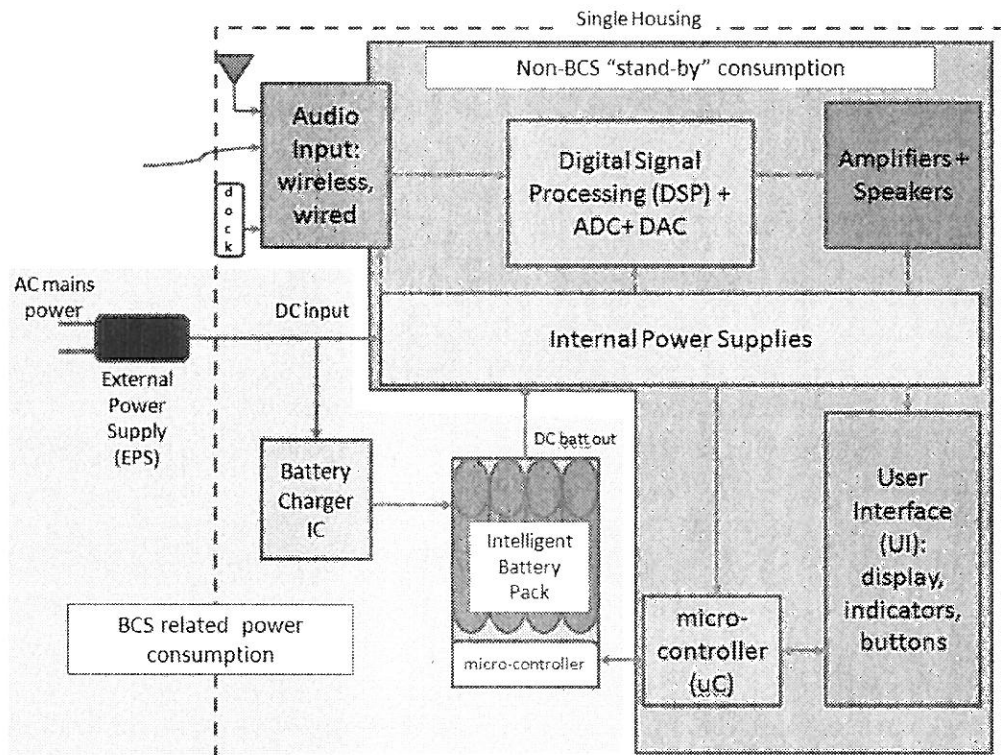 Single Housing
Non-BCS "stand-by" consumption
Audio
Input:
wireless,
wired
d
o
c
k
Digital Signal
Processing (DSP) +
ADC+ DAC
Amplifiers +
Speakers
AC mains
power
DC input
Internal Power Supplies
External
Power
Supply
(EPS)
Battery
Charger
IC
DC batt out
Intelligent
Battery
Pack
micro-controller
micro-
controller
(uC)
User
Interface
(UI):
display,
indicators,
buttons
BCS related power
consumption